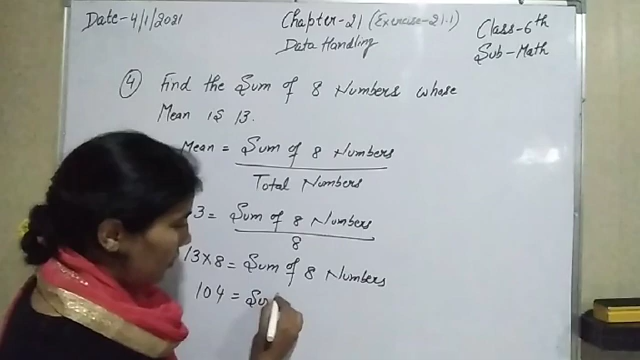 Date-4/1/2021
Chapter-21 (Exercise-21.1)
Class-6th
Data Handling
Sub-Math
4 Find the Sum of 8 Numbers whose
Mean is 13.
Mean = Sum of 8 Numbers
Total Numbers
3 = Sum of 8 Numbers
8
13×8 = Sum of 8 Numbers
104 = Su